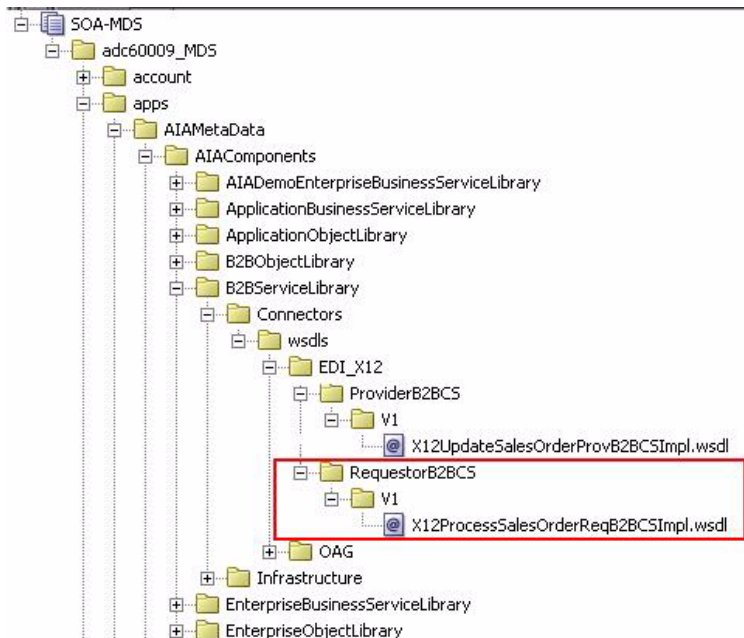 SOA-MDS
adc60009_MDS
account
apps
AIAMetaData
AIAComponents
AIADemoEnterpriseBusinessServiceLibrary
ApplicationBusinessServiceLibrary
ApplicationObjectLibrary
B2BObjectLibrary
B2BServiceLibrary
Connectors
wsdls
EDI_X12
ProviderB2BCS
V1
X12UpdateSalesOrderProvB2BCSImpl.wsdl
RequestorB2BCS
V1
X12ProcessSalesOrderReqB2BCSImpl.wsdl
OAG
Infrastructure
EnterpriseBusinessServiceLibrary
EnterpriseObjectLibrary